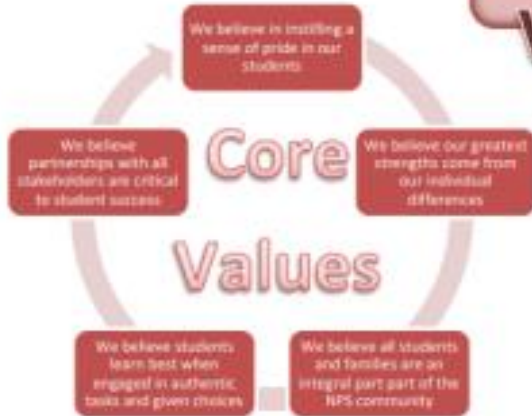 We believe in instilling a
sense of pride in our
students
We believe our greatest
strengths come from
our individual
differences
We believe all students
and families are an
integral part part of the
NPS community
We believe students
learn best when
engaged in authentic
tasks and given choices
We believe
partnerships with all
stakeholders are critical
to student success
Core
Values